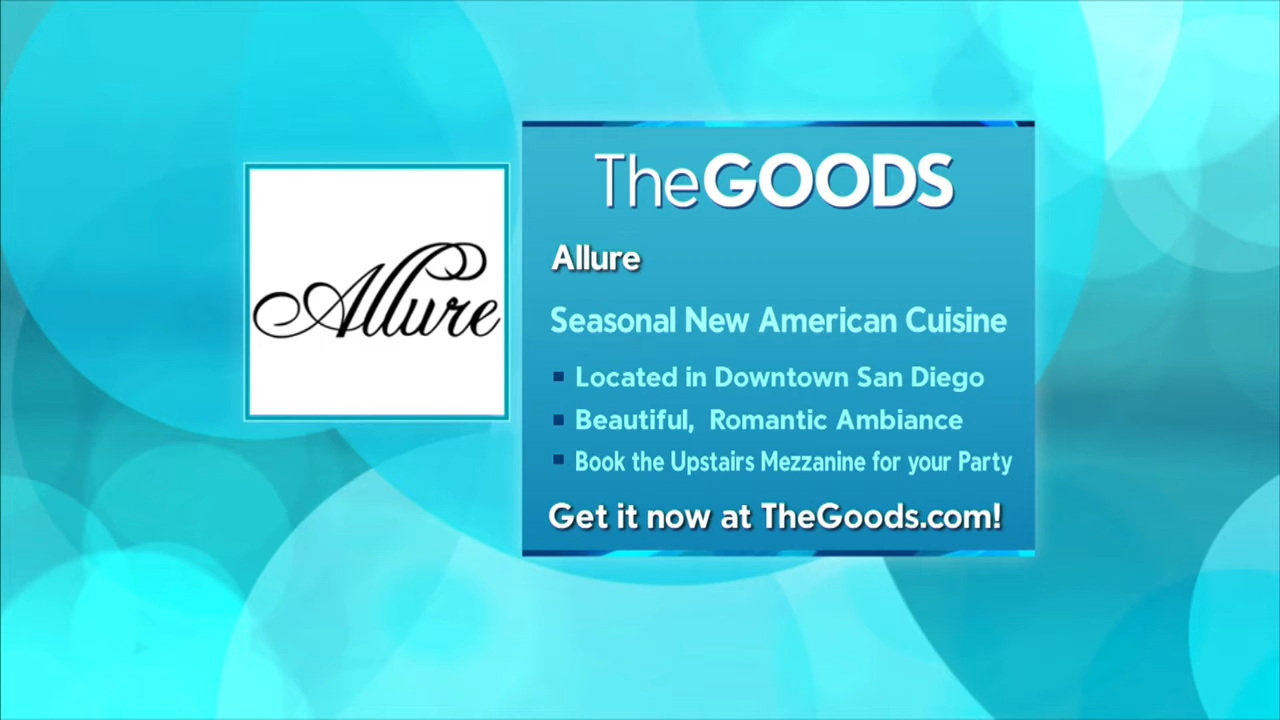 Allure
TheGOODS
Allure
Seasonal New American Cuisine
▪ Located in Downtown San Diego
▪ Beautiful, Romantic Ambiance
▪ Book the Upstairs Mezzanine for your Party
Get it now at TheGoods.com!